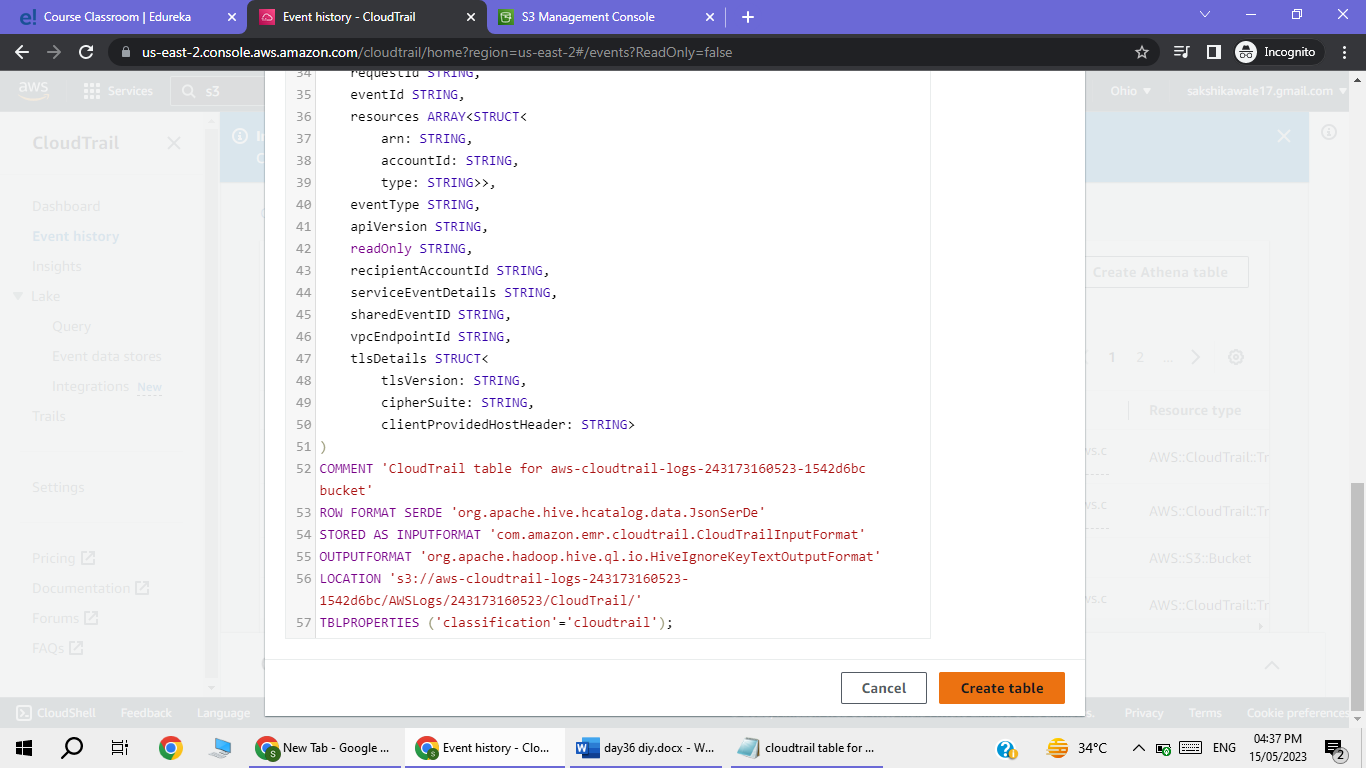 Course Classroom | Edureka
Event history - CloudTrail
S3 Management Console
us-east-2.console.aws.amazon.com/cloudtrail/home?region=us-east-2#/events?ReadOnly=false
Incognito
aws
Services
s3
Ohio
sakshikawale17.gmail.com
CloudTrail
Dashboard
Event history
Insights
Lake
Query
Event data stores
Integrations New
Trails
Settings
Pricing
Documentation
Forums
FAQs
34 requestId STRING,
35 eventId STRING,
36 resources ARRAY<STRUCT<
37 arn: STRING,
38 accountId: STRING,
39 type: STRING>>,
40 eventType STRING,
41 apiVersion STRING,
42 readOnly STRING,
43 recipientAccountId STRING,
44 serviceEventDetails STRING,
45 sharedEventID STRING,
46 vpcEndpointId STRING,
47 tlsDetails STRUCT<
48 tlsVersion: STRING,
49 cipherSuite: STRING,
50 clientProvidedHostHeader: STRING>
51 )
52 COMMENT 'CloudTrail table for aws-cloudtrail-logs-243173160523-1542d6bc
bucket'
53 ROW FORMAT SERDE 'org.apache.hive.hcatalog.data.JsonSerDe'
54 STORED AS INPUTFORMAT 'com.amazon.emr.cloudtrail.CloudTrailInputFormat'
55 OUTPUTFORMAT 'org.apache.hadoop.hive.ql.io.HiveIgnoreKeyTextOutputFormat'
56 LOCATION 's3://aws-cloudtrail-logs-243173160523-
1542d6bc/AWSLogs/243173160523/CloudTrail/'
57 TBLPROPERTIES ('classification'='cloudtrail');
Cancel
Create table
Create Athena table
1 2 ...
Resource type
AWS::CloudTrail::Tr
AWS::CloudTrail::Tr
AWS::S3::Bucket
AWS::CloudTrail::Tr
CloudShell
Feedback
Language
Privacy
Terms
Cookie preferences
New Tab - Google ...
Event history - Clo...
day36 diy.docx - W...
cloudtrail table for ...
34°C
ENG
04:37 PM
15/05/2023
2